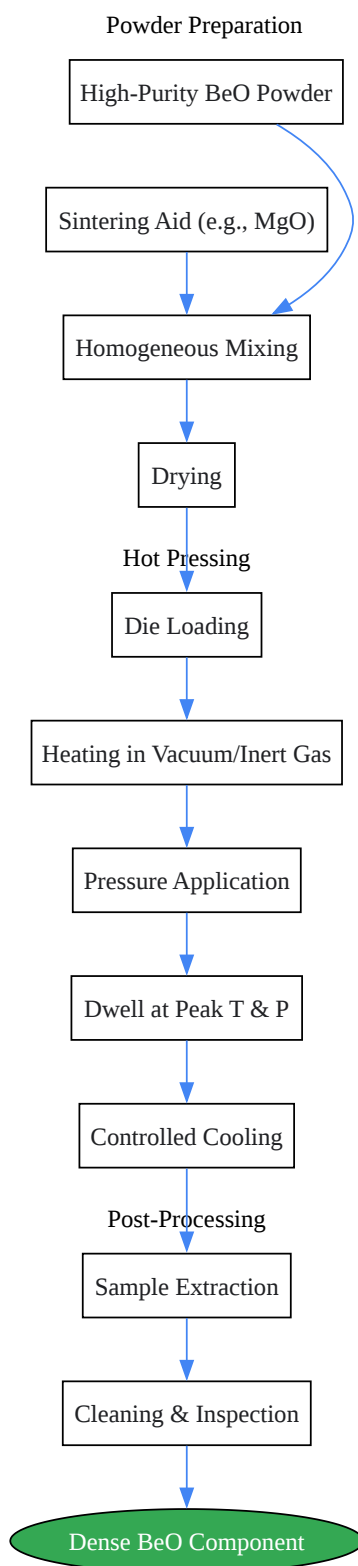 Powder Preparation
High-Purity BeO Powder
Sintering Aid (e.g., MgO)
Homogeneous Mixing
Drying
Hot Pressing
Die Loading
Heating in Vacuum/Inert Gas
Pressure Application
Dwell at Peak T & P
Controlled Cooling
Post-Processing
Sample Extraction
Cleaning & Inspection
Dense BeO Component